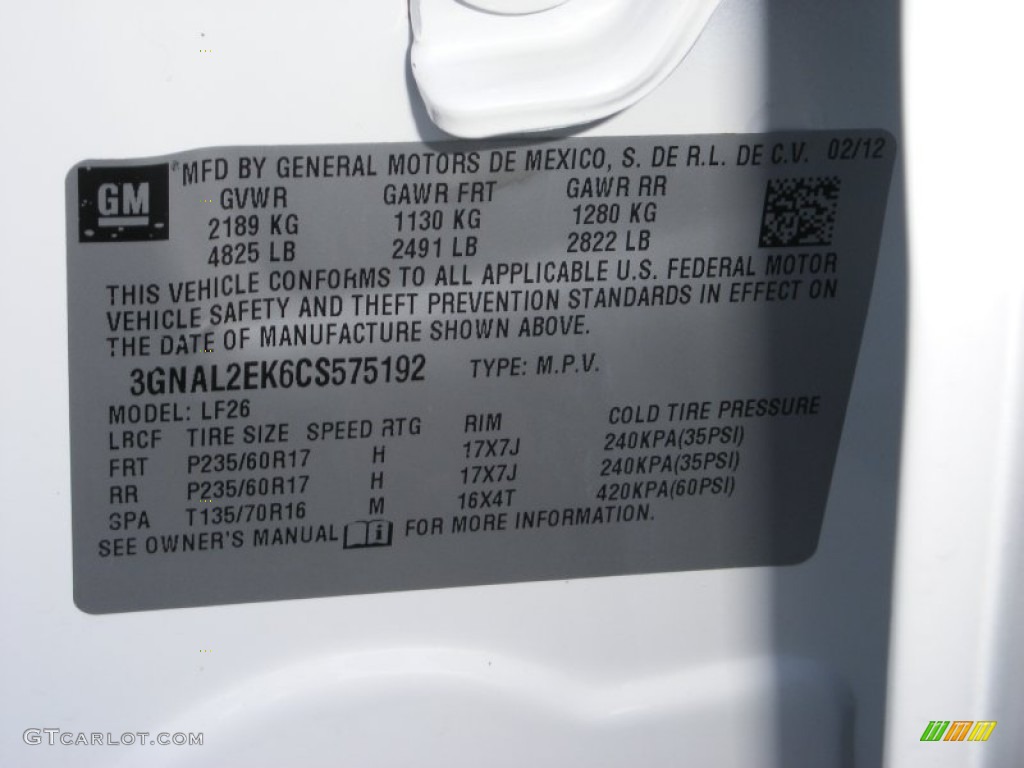 GM
MFD BY GENERAL MOTORS DE MEXICO, S. DE R.L. DE C.V. 02/12
GVWR GAWR FRT GAWR RR
2189 KG 1130 KG 1280 KG
4825 LB 2491 LB 2822 LB
THIS VEHICLE CONFORMS TO ALL APPLICABLE U.S. FEDERAL MOTOR
VEHICLE SAFETY AND THEFT PREVENTION STANDARDS IN EFFECT ON
THE DATE OF MANUFACTURE SHOWN ABOVE.
3GNAL2EK6CS575192 TYPE: M.P.V.
MODEL: LF26
LRCF TIRE SIZE SPEED RTG RIM COLD TIRE PRESSURE
FRT P235/60R17 H 17X7J 240KPA(35PSI)
RR P235/60R17 H 17X7J 240KPA(35PSI)
SPA T135/70R16 M 16X4T 420KPA(60PSI)
SEE OWNER'S MANUAL FOR MORE INFORMATION.
GTCARLOT.COM